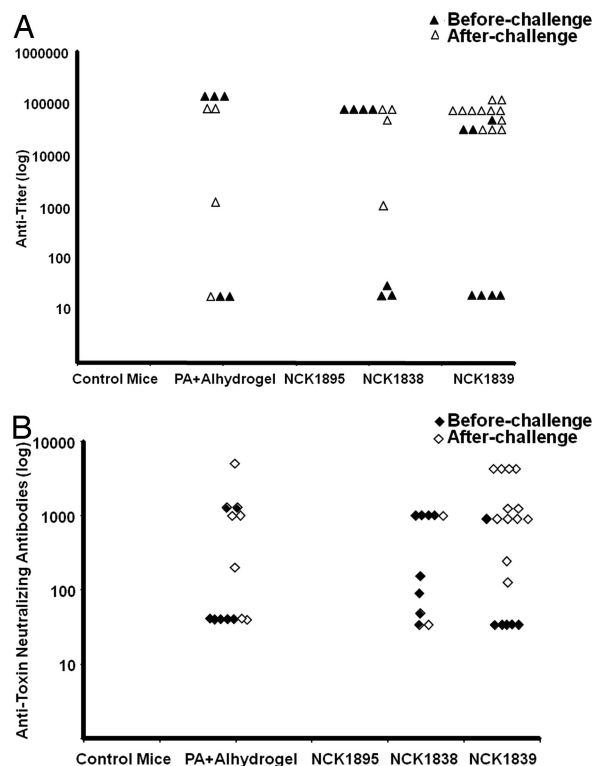 A
Before-challenge
After-challenge
Anti-Titer (log)
1000000
100000
10000
1000
100
10
Control Mice PA+Alhydrogel NCK1895 NCK1838 NCK1839
B
Before-challenge
After-challenge
Anti-Toxin Neutralizing Antibodies (log)
10000
1000
100
10
Control Mice PA+Alhydrogel NCK1895 NCK1838 NCK1839